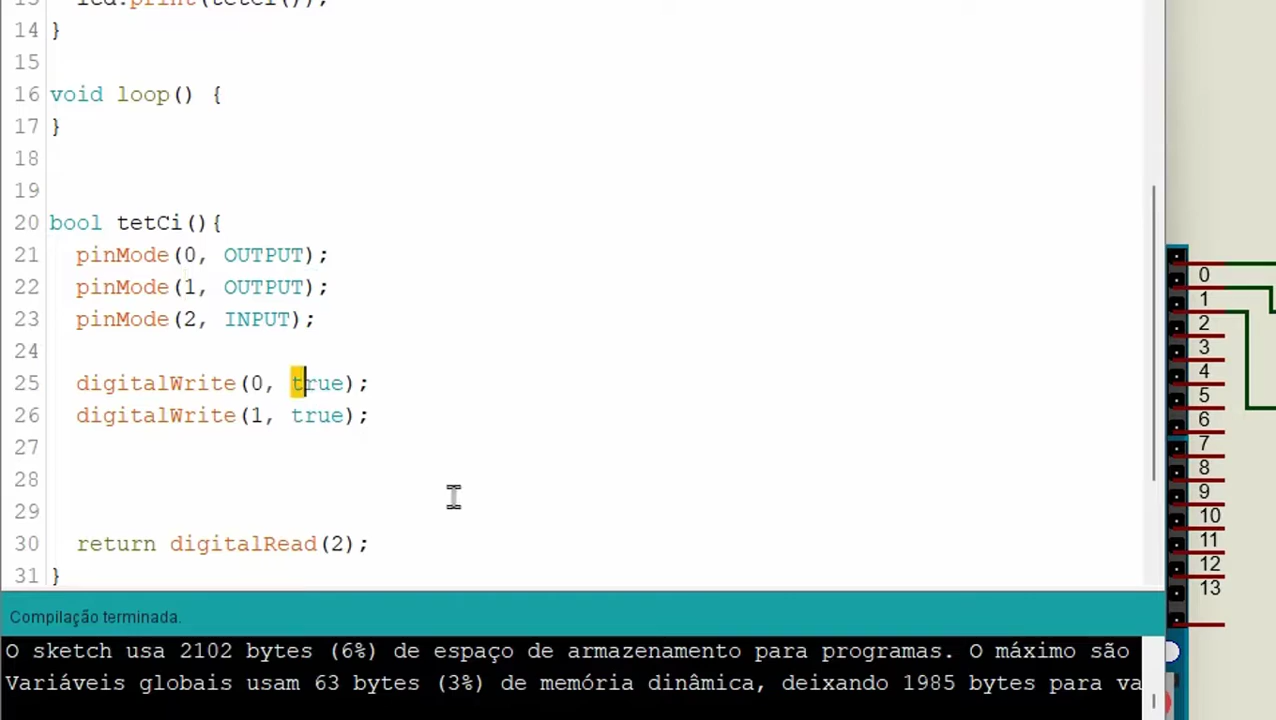 13 lcd.print(tetCi());
14 }
15
16 void loop() {
17 }
18
19
20 bool tetCi(){
21 pinMode(0, OUTPUT);
22 pinMode(1, OUTPUT);
23 pinMode(2, INPUT);
24
25 digitalWrite(0, true);
26 digitalWrite(1, true);
27
28
29
30 return digitalRead(2);
31 }
Compilação terminada.
O sketch usa 2102 bytes (6%) de espaço de armazenamento para programas. O máximo são
Variáveis globais usam 63 bytes (3%) de memória dinâmica, deixando 1985 bytes para va
0
1
2
3
4
5
6
7
8
9
10
11
12
13